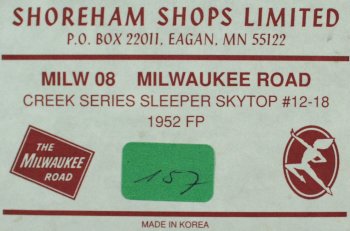 SHOREHAM SHOPS LIMITED
P.O. BOX 22011, EAGAN, MN 55122
MILW 08 MILWAUKEE ROAD
CREEK SERIES SLEEPER SKYTOP #12-18
1952 FP
THE
MILWAUKEE
ROAD
157
MADE IN KOREA